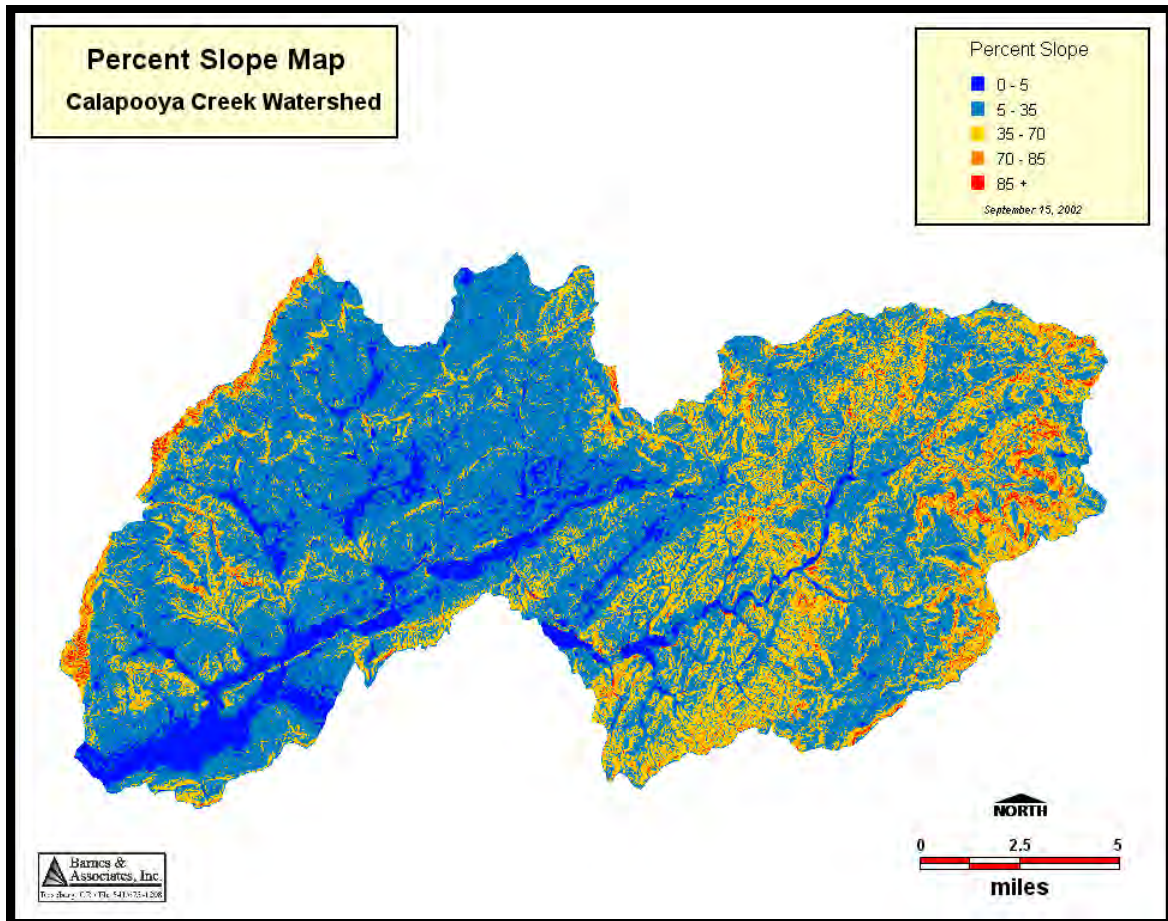 Percent Slope Map
Calapooya Creek Watershed
Percent Slope
0 - 5
5 - 35
35 - 70
70 - 85
85 +
September 15, 2002
NORTH
0 2.5 5
miles
Barnes &
Associates, Inc.